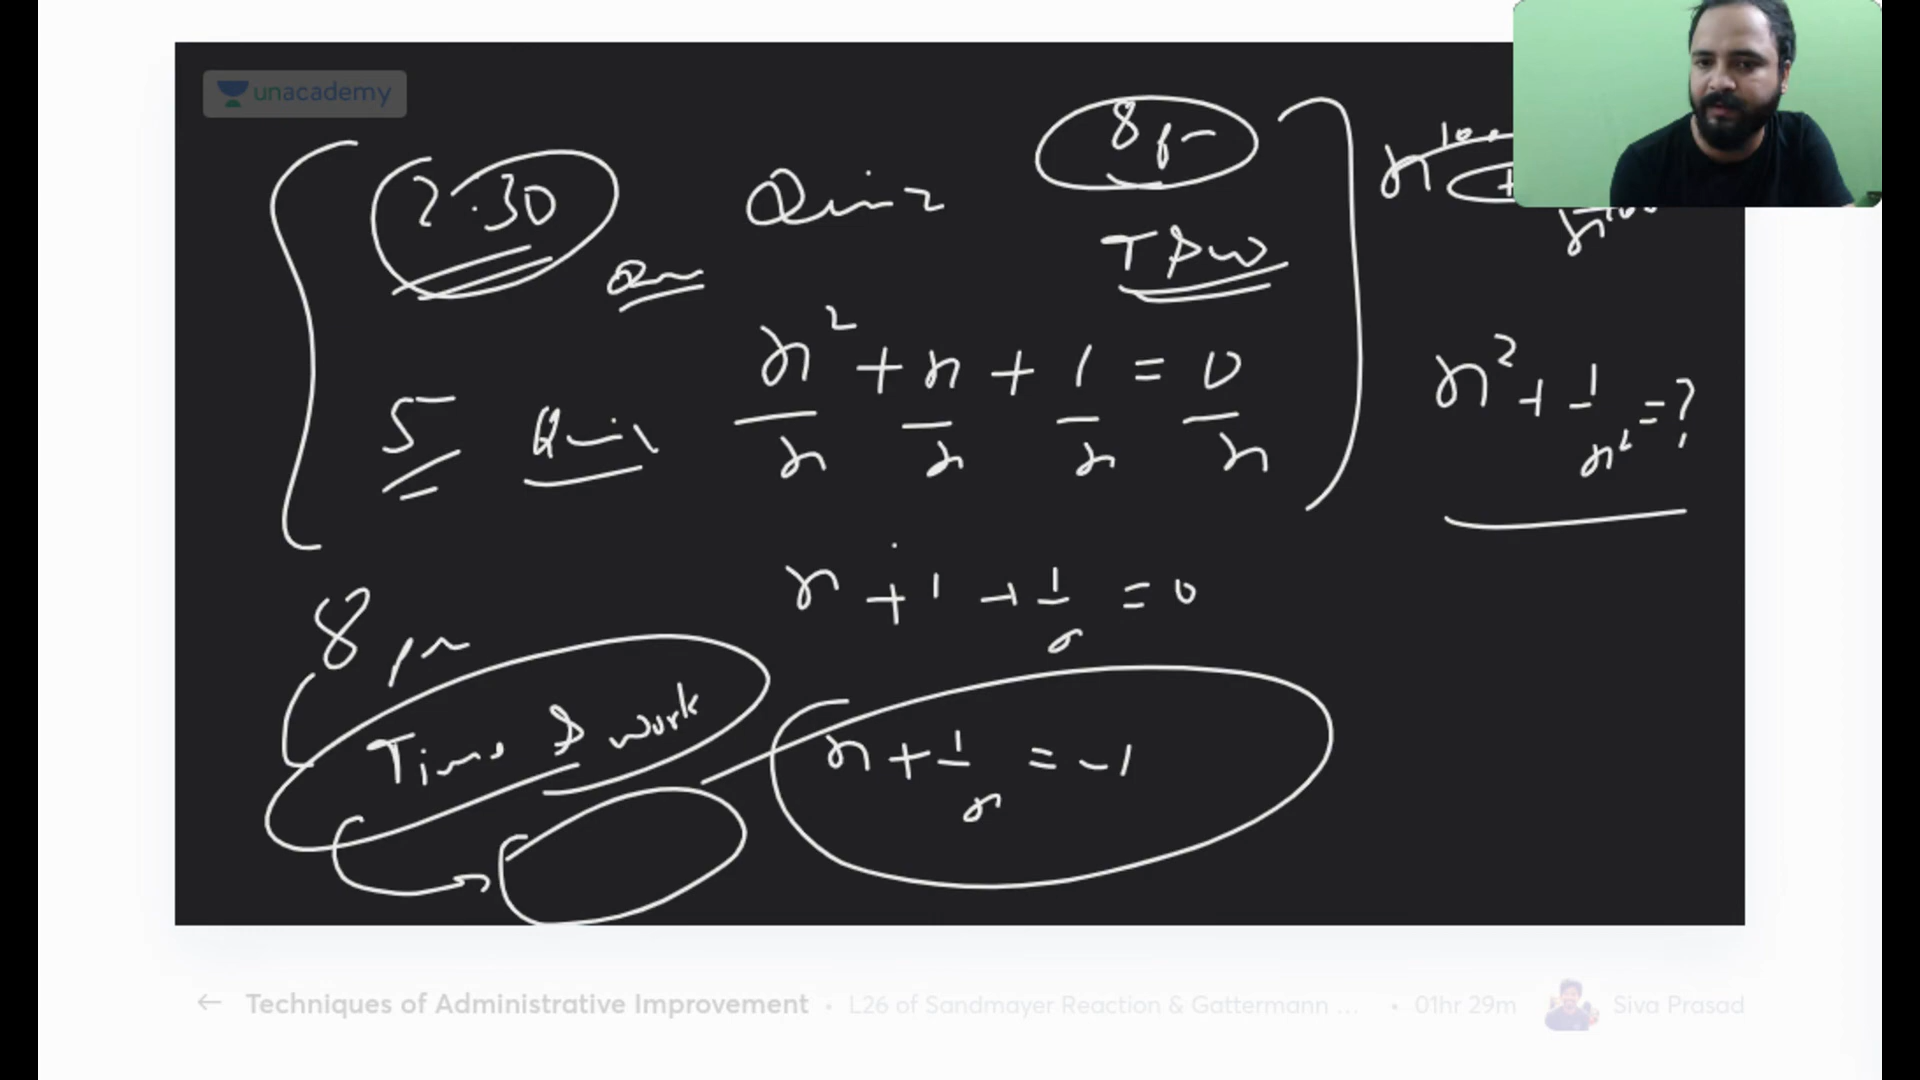 unacademy
8 pm
2.30 Quiz
T & W
Qn
x² + x + 1 = 0
x x x x
5 Quiz
x² + 1/x² = ?
x + 1 + 1/x = 0
8 pm
Time & work
x + 1/x = -1
← Techniques of Administrative Improvement • L26 of Sandmayer Reaction & Gattermann ... • 01hr 29m Siva Prasad